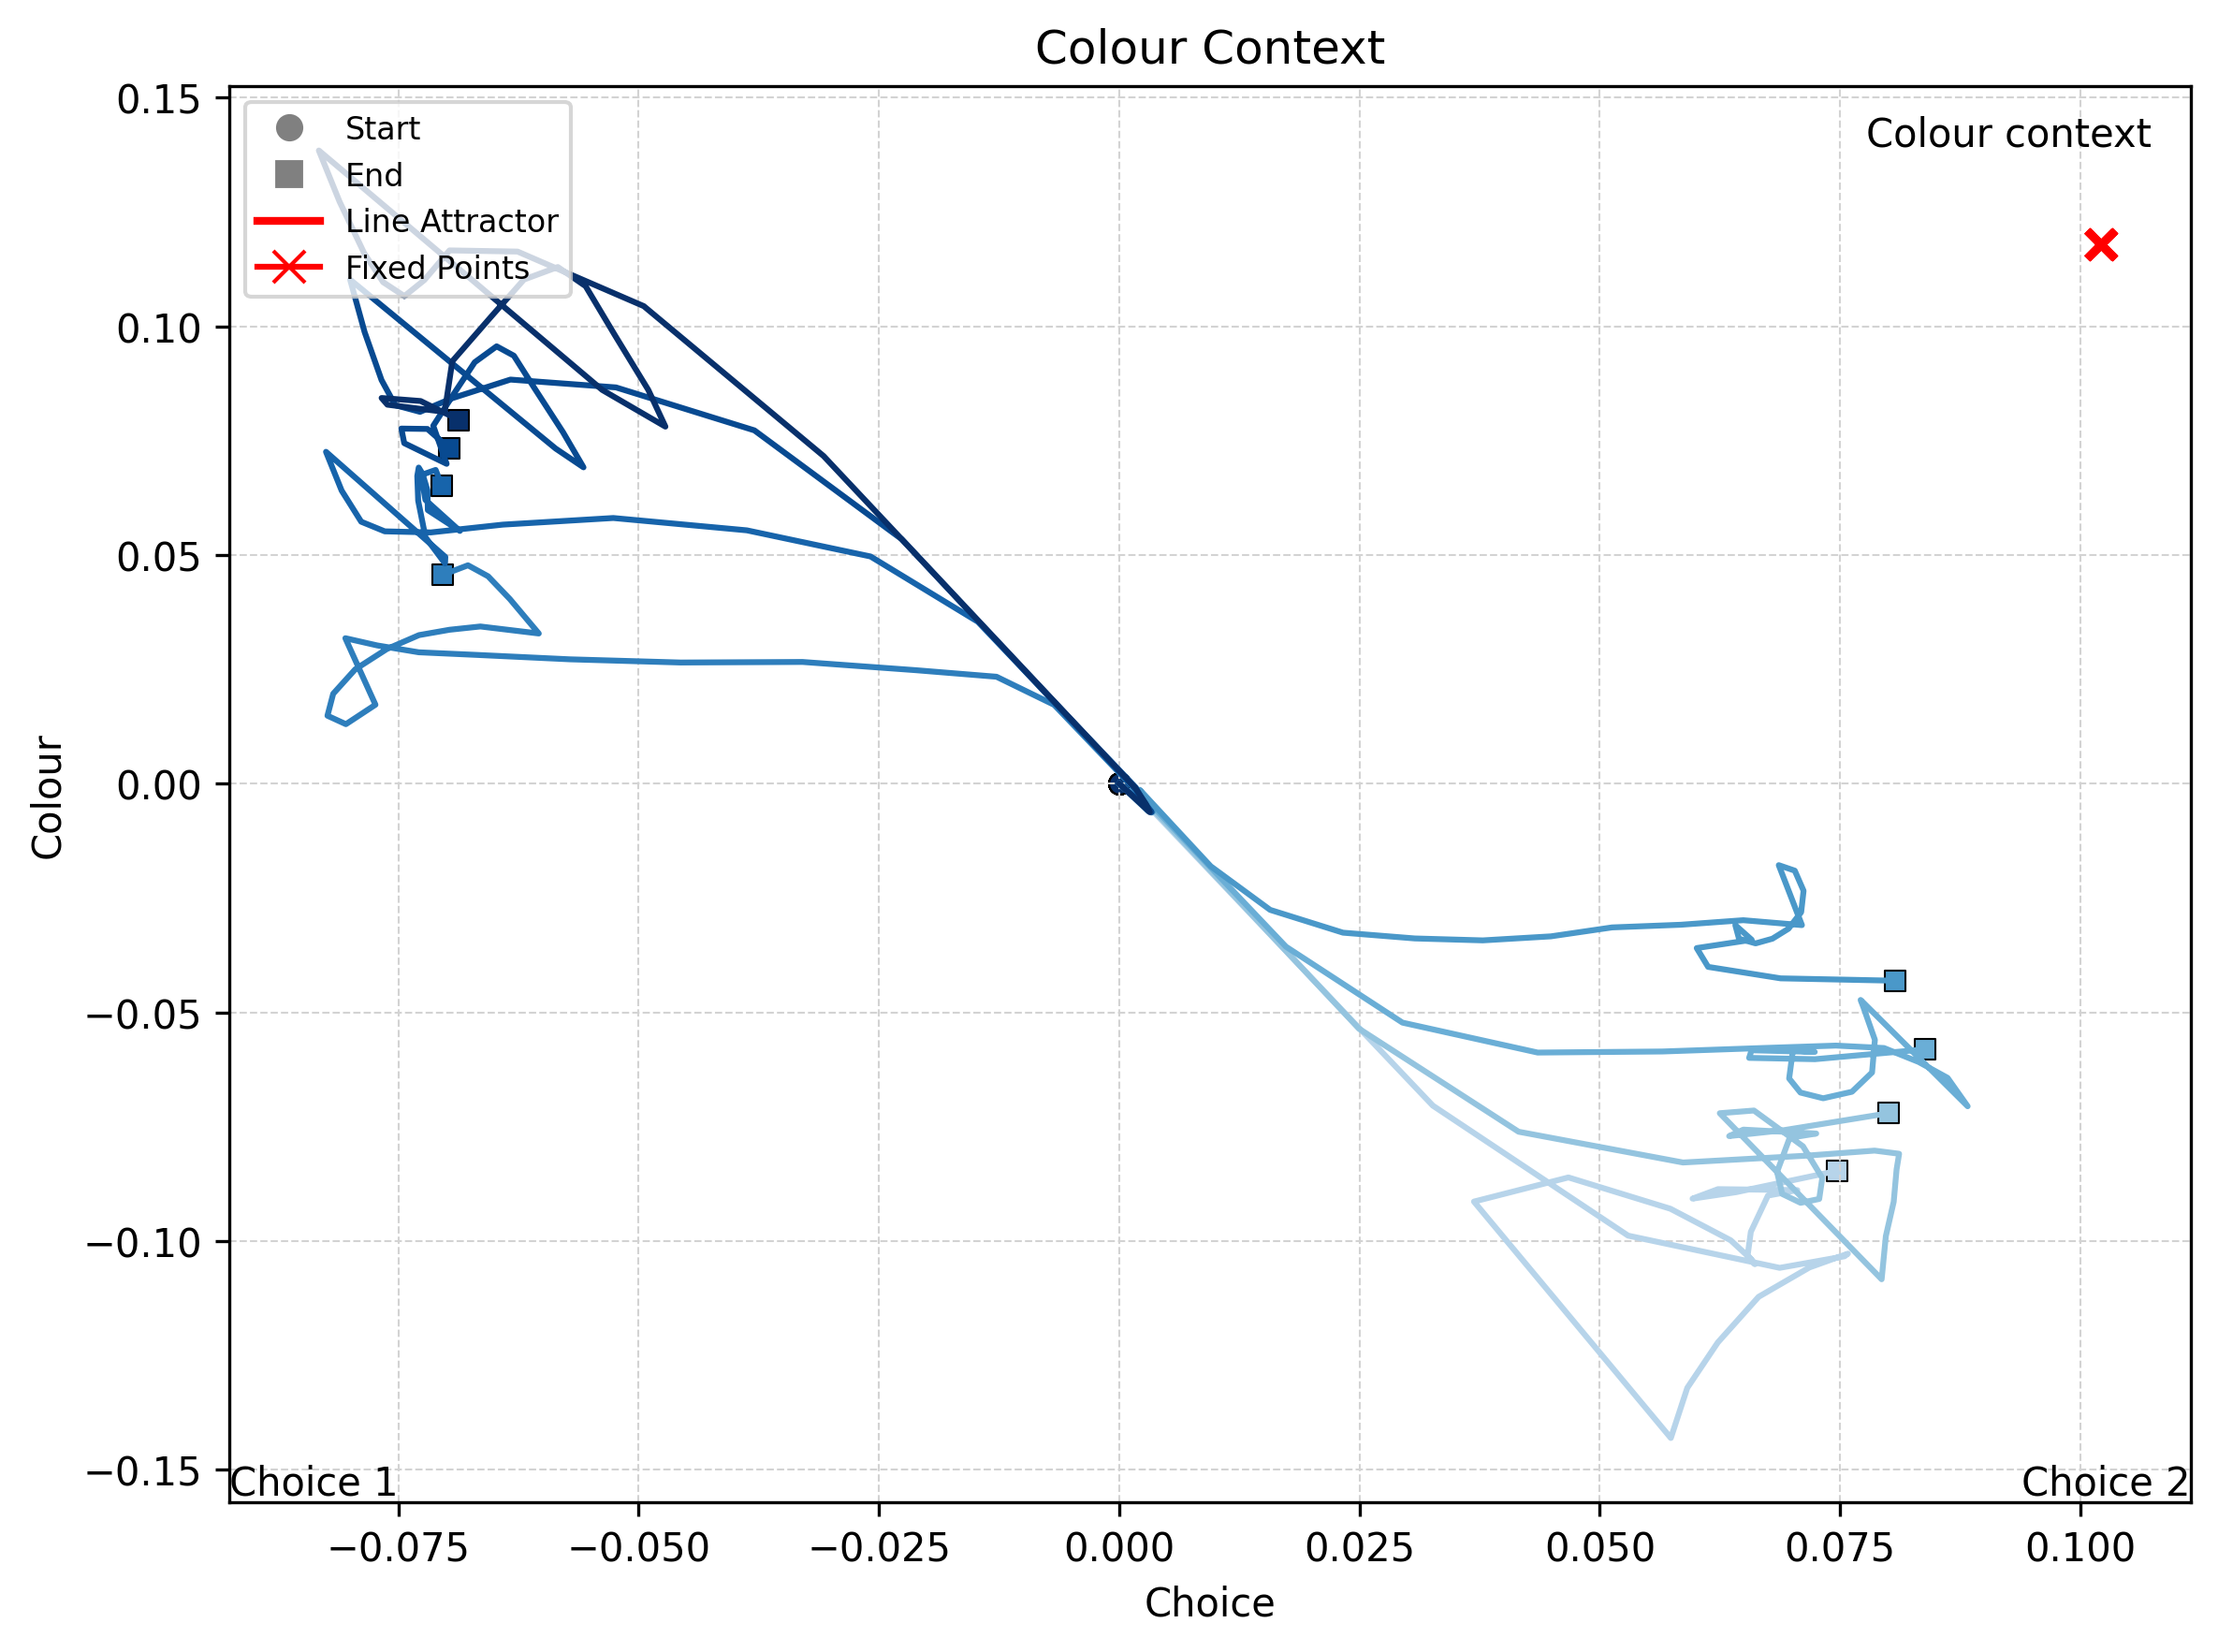 Colour Context
0.15
0.10
0.05
0.00
−0.05
−0.10
−0.15
Colour
Start
End
Line Attractor
Fixed Points
Colour context
Choice 1
Choice 2
−0.075
−0.050
−0.025
0.000
0.025
0.050
0.075
0.100
Choice